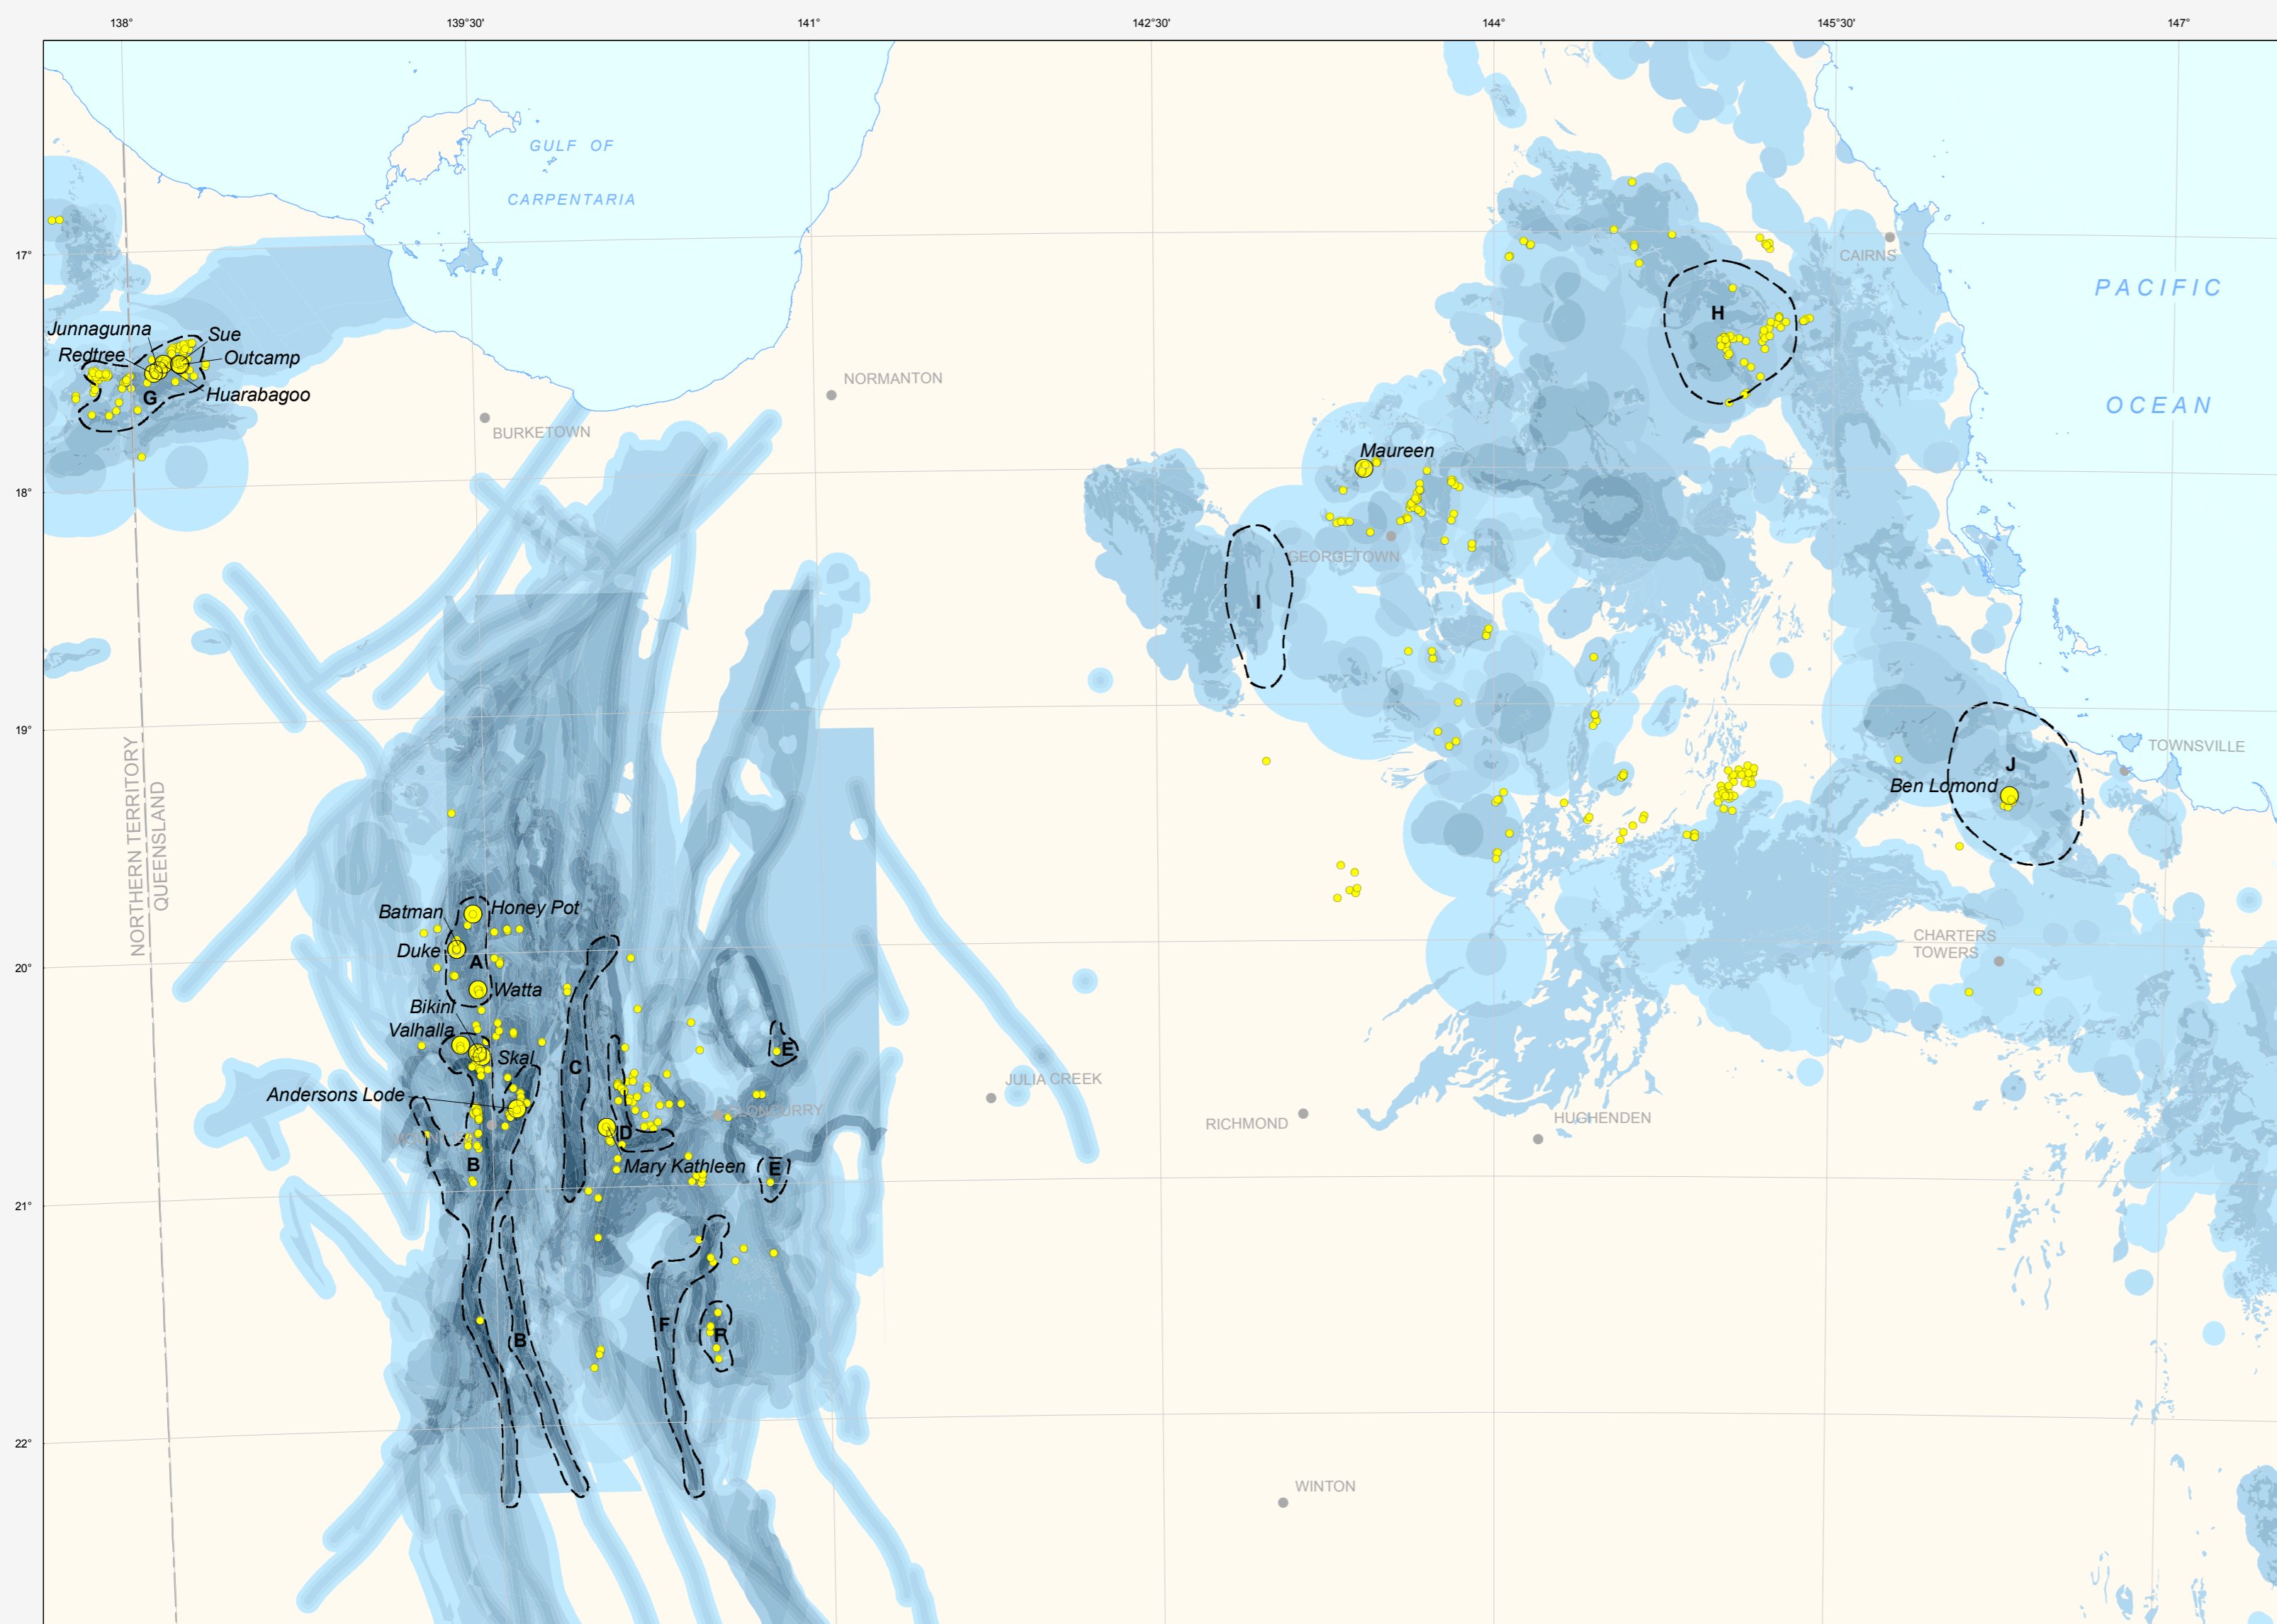 138°
139°30'
141°
142°30'
144°
145°30'
147°
17°
18°
19°
20°
21°
22°
GULF OF
CARPENTARIA
PACIFIC
OCEAN
CAIRNS
NORMANTON
BURKETOWN
GEORGETOWN
TOWNSVILLE
CHARTERS
TOWERS
JULIA CREEK
RICHMOND
HUGHENDEN
WINTON
NORTHERN TERRITORY
QUEENSLAND
Junnagunna
Sue
Redtree
Outcamp
Huarabagoo
G
H
Maureen
I
J
Ben Lomond
Batman
Honey Pot
Duke
A
Watta
Bikini
Valhalla
Skal
Andersons Lode
C
E
D
Mary Kathleen
B
E
B
F